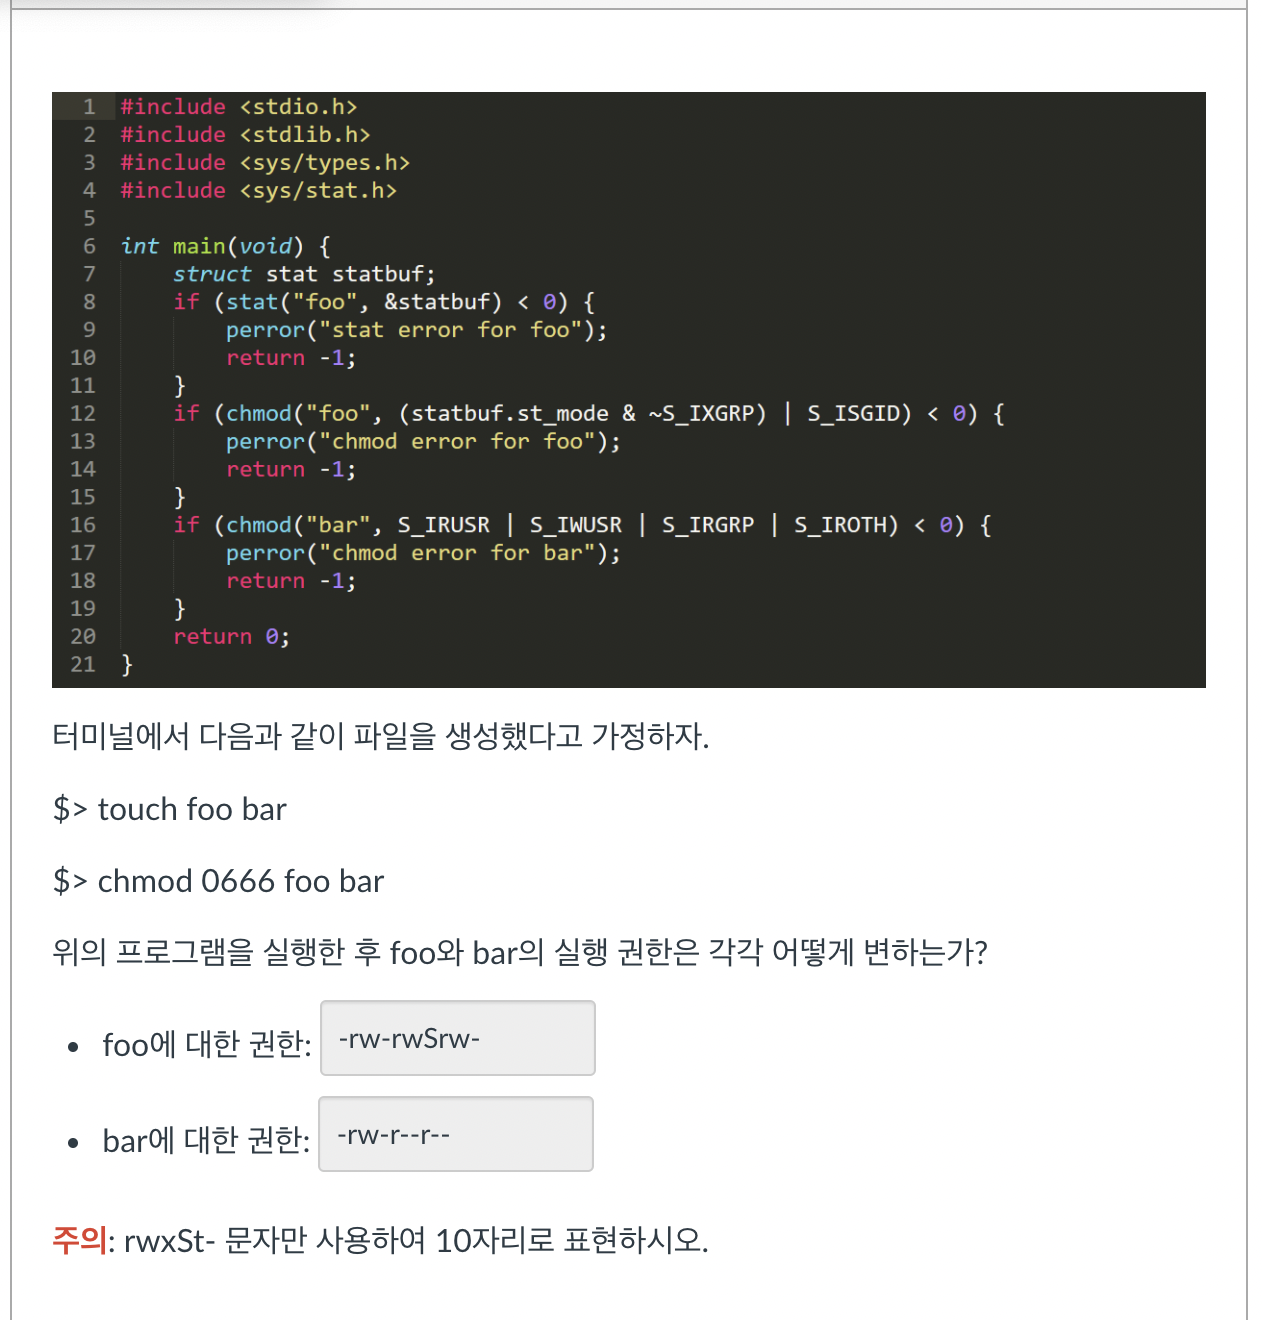 1 #include <stdio.h>
2 #include <stdlib.h>
3 #include <sys/types.h>
4 #include <sys/stat.h>
5
6 int main(void) {
7     struct stat statbuf;
8     if (stat("foo", &statbuf) < 0) {
9         perror("stat error for foo");
10         return -1;
11     }
12     if (chmod("foo", (statbuf.st_mode & ~S_IXGRP) | S_ISGID) < 0) {
13         perror("chmod error for foo");
14         return -1;
15     }
16     if (chmod("bar", S_IRUSR | S_IWUSR | S_IRGRP | S_IROTH) < 0) {
17         perror("chmod error for bar");
18         return -1;
19     }
20     return 0;
21 }
터미널에서 다음과 같이 파일을 생성했다고 가정하자.
$> touch foo bar
$> chmod 0666 foo bar
위의 프로그램을 실행한 후 foo와 bar의 실행 권한은 각각 어떻게 변하는가?
• foo에 대한 권한: -rw-rwSrw-
• bar에 대한 권한: -rw-r--r--
주의: rwxSt- 문자만 사용하여 10자리로 표현하시오.